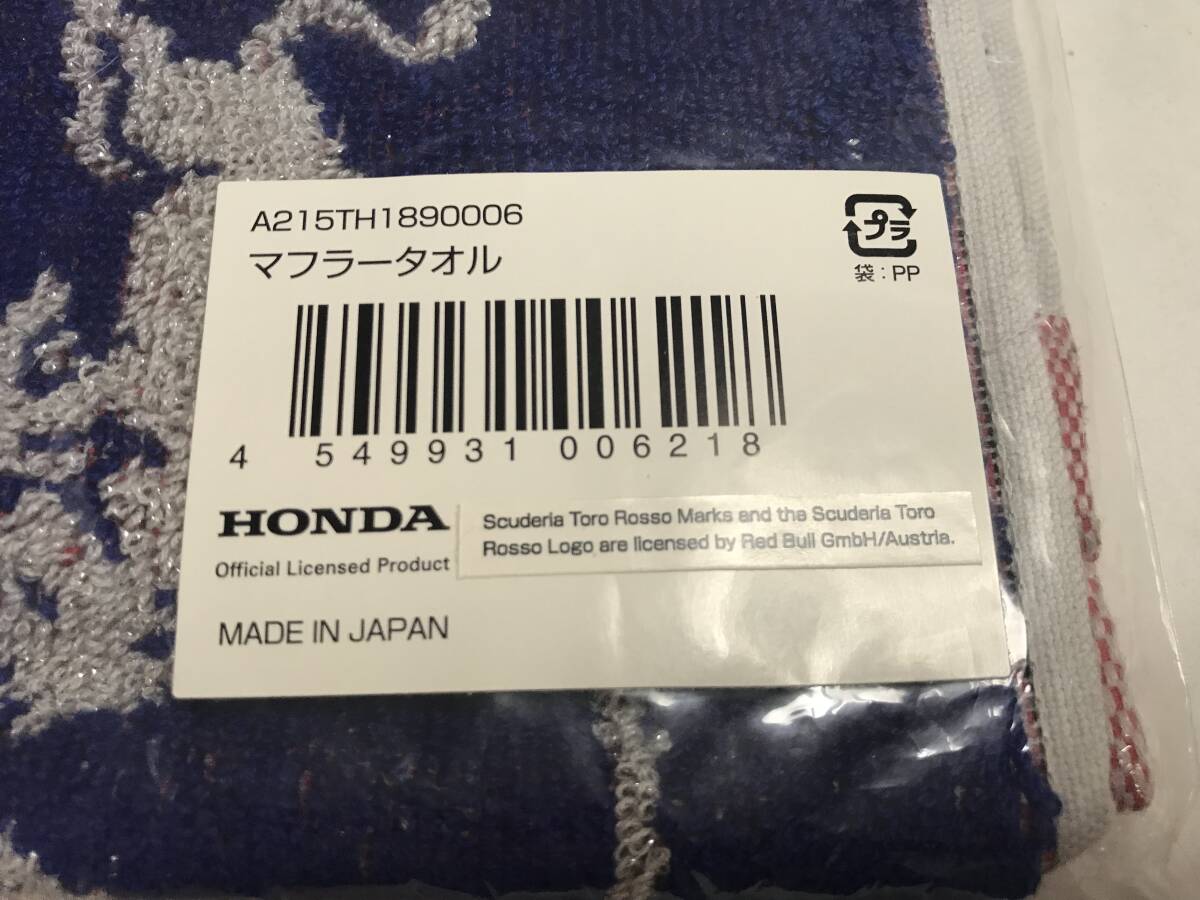 A215TH1890006
マフラータオル
プラ
袋：PP
4 549931 006218
HONDA
Official Licensed Product
Scuderia Toro Rosso Marks and the Scuderia Toro
Rosso Logo are licensed by Red Bull GmbH/Austria.
MADE IN JAPAN